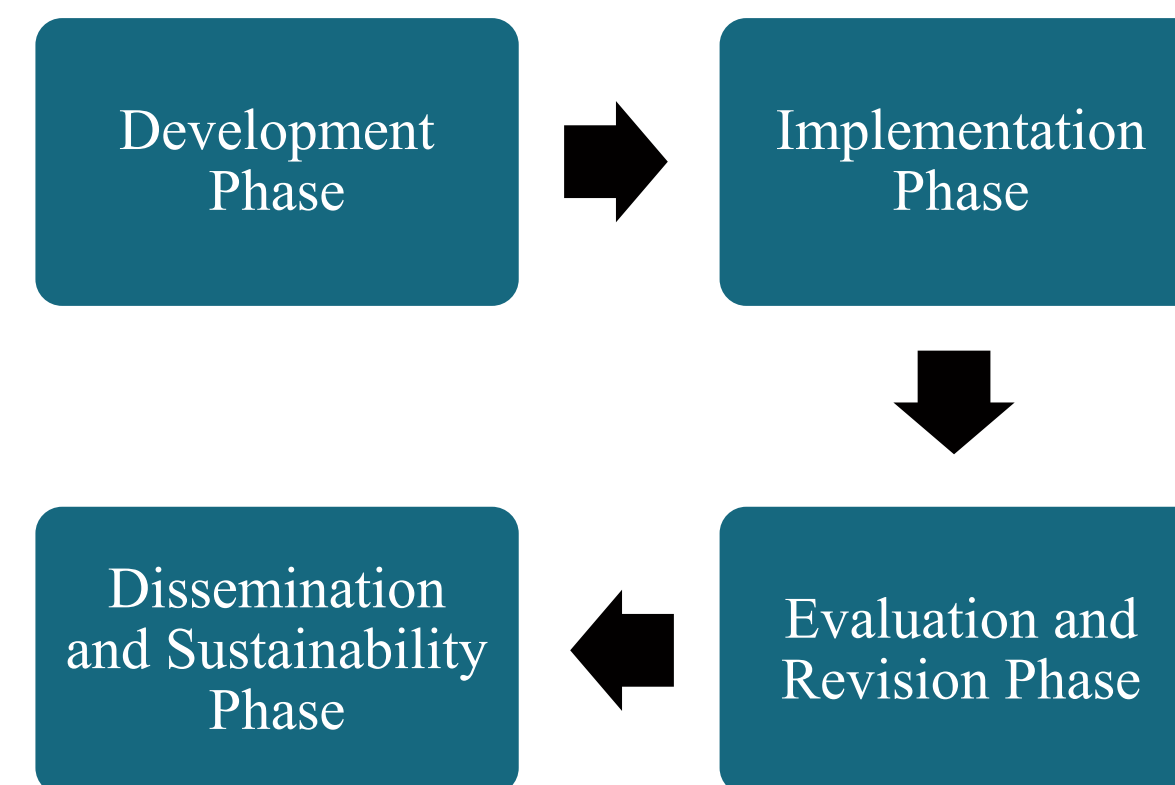 Development
Phase
Implementation
Phase
Evaluation and
Revision Phase
Dissemination
and Sustainability
Phase